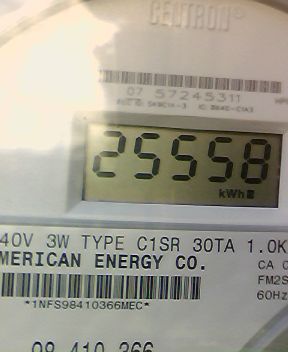 CENTRON®
07 57245311
25558
kWh
40V 3W TYPE C1SR 30TA 1.0K
MERICAN ENERGY CO.
CA 0
FM2S
60Hz
*1NFS98410366MEC*
09 410 366